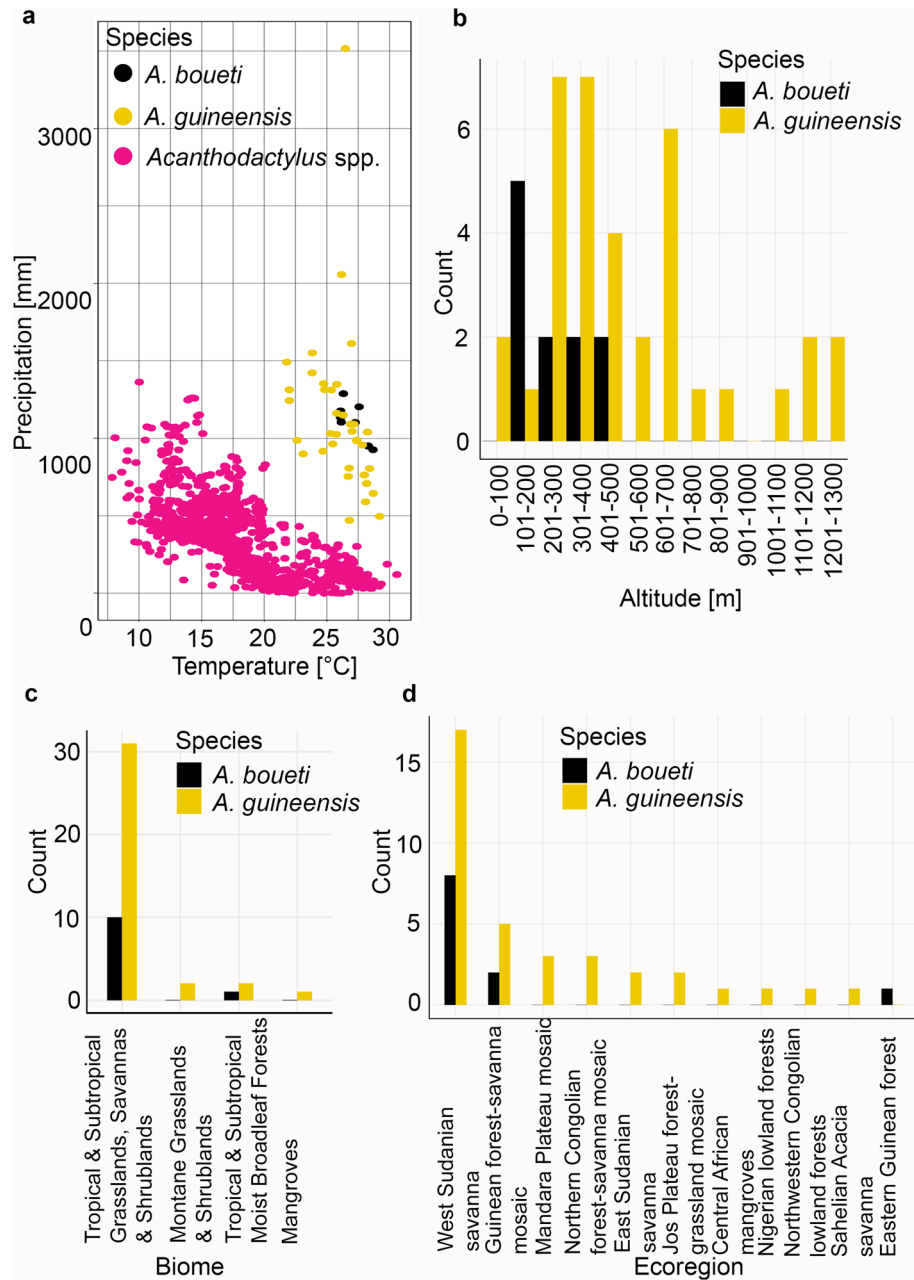 a
Species
A. boueti
A. guineensis
Acanthodactylus spp.
Precipitation [mm]
3000
2000
1000
0
10
15
20
25
30
Temperature [°C]
b
Species
A. boueti
A. guineensis
Count
6
4
2
0
0-100
101-200
201-300
301-400
401-500
501-600
601-700
701-800
801-900
901-1000
1001-1100
1101-1200
1201-1300
Altitude [m]
c
Species
A. boueti
A. guineensis
Count
30
20
10
0
Tropical & Subtropical
Grasslands, Savannas
& Shrublands
Montane Grasslands
& Shrublands
Tropical & Subtropical
Moist Broadleaf Forests
Mangroves
Biome
d
Species
A. boueti
A. guineensis
Count
15
10
5
0
West Sudanian
savanna
Guinean forest-savanna
mosaic
Mandara Plateau mosaic
Northern Congolian
forest-savanna mosaic
East Sudanian
savanna
Jos Plateau forest-
grassland mosaic
Central African
mangroves
Nigerian lowland forests
Northwestern Congolian
lowland forests
Sahelian Acacia
savanna
Eastern Guinean forest
Ecoregion